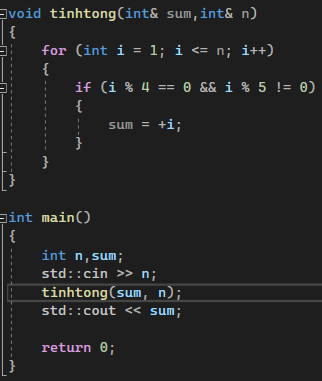 void tinhtong(int& sum,int& n)
{
    for (int i = 1; i <= n; i++)
    {
        if (i % 4 == 0 && i % 5 != 0)
        {
            sum = +i;
        }
    }
}
int main()
{
    int n,sum;
    std::cin >> n;
    tinhtong(sum, n);
    std::cout << sum;
    return 0;
}